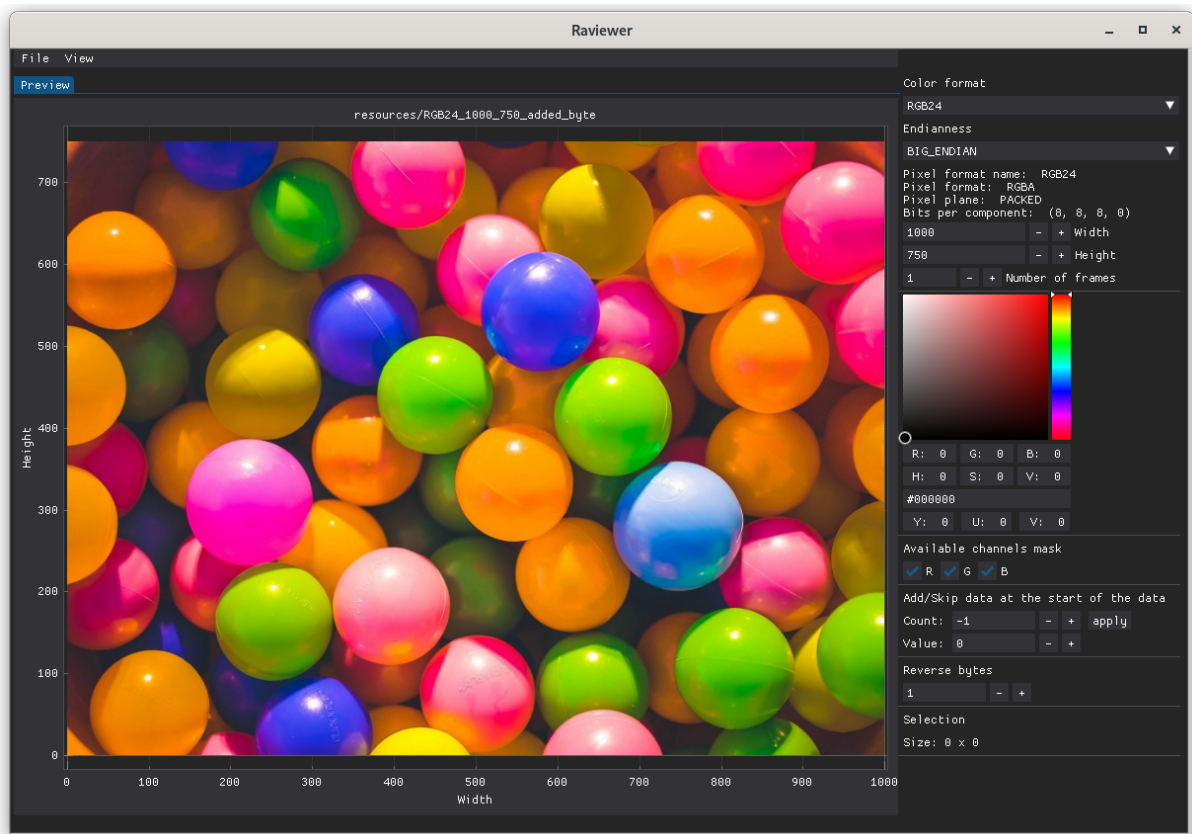 Raviewer
File View
Preview
resources/RGB24_1000_750_added_byte
700
600
500
400
300
200
100
0
Height
0 100 200 300 400 500 600 700 800 900 1000
Width
Color format
RGB24
Endianness
BIG_ENDIAN
Pixel format name: RGB24
Pixel format: RGBA
Pixel plane: PACKED
Bits per component: (8, 8, 8, 0)
1000 - + Width
750 - + Height
1 - + Number of frames
R: 0 G: 0 B: 0
H: 0 S: 0 V: 0
#000000
Y: 0 U: 0 V: 0
Available channels mask
R G B
Add/Skip data at the start of the data
Count: -1 - + apply
Value: 0 - +
Reverse bytes
1 - +
Selection
Size: 0 x 0